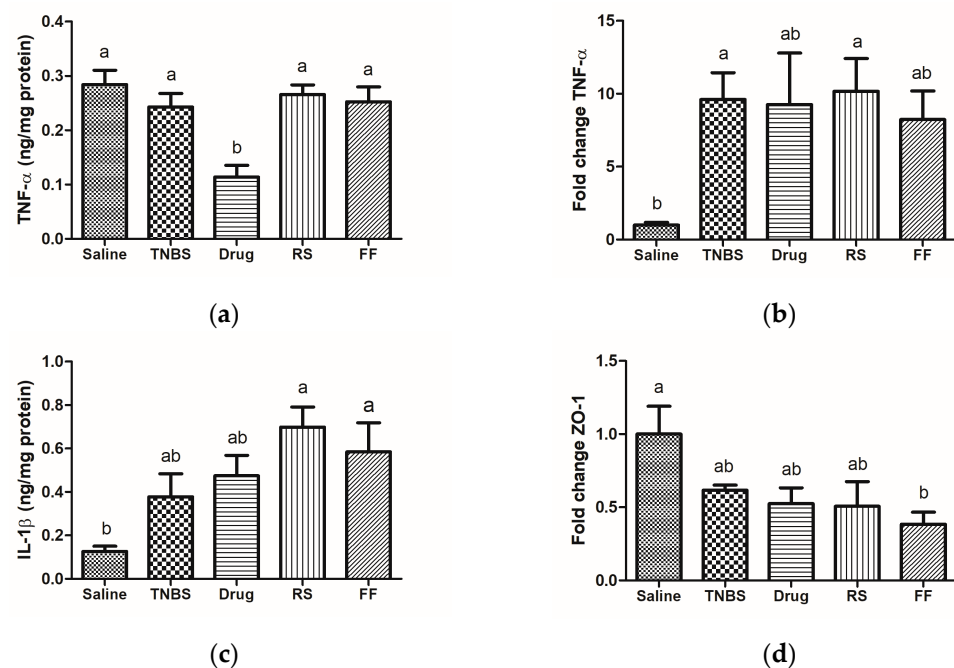 TNF-α (ng/mg protein)
0.4
0.3
0.2
0.1
0.0
a
a
b
a
a
Saline TNBS Drug RS FF
(a)
Fold change TNF-α
15
10
5
0
b
a
ab
a
ab
Saline TNBS Drug RS FF
(b)
IL-1β (ng/mg protein)
1.0
0.8
0.6
0.4
0.2
0.0
b
ab
ab
a
a
Saline TNBS Drug RS FF
(c)
Fold change ZO-1
1.5
1.0
0.5
0.0
a
ab
ab
ab
b
Saline TNBS Drug RS FF
(d)